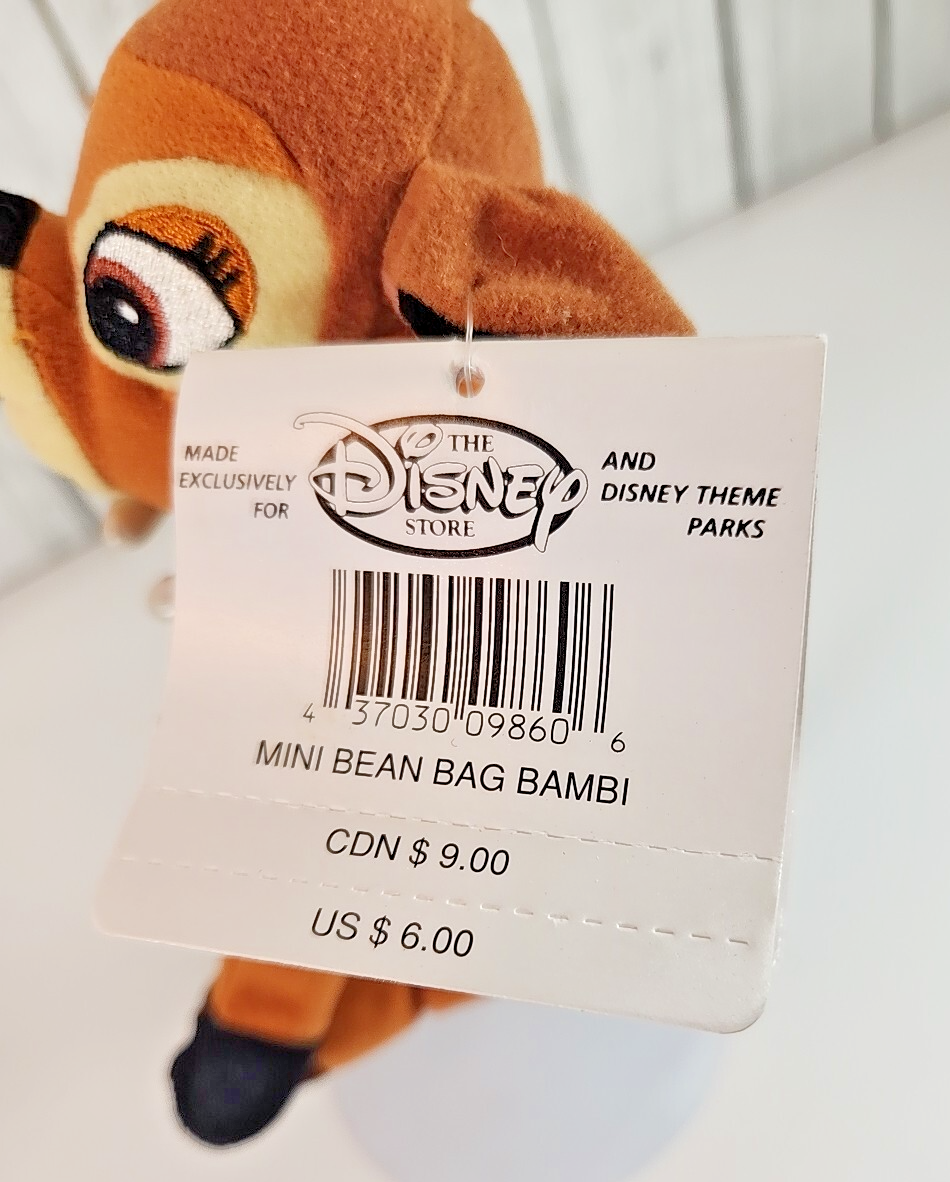 MADE
EXCLUSIVELY
FOR
THE
DISNEY
STORE
AND
DISNEY THEME
PARKS
4 37030 09860 6
MINI BEAN BAG BAMBI
CDN $ 9.00
US $ 6.00